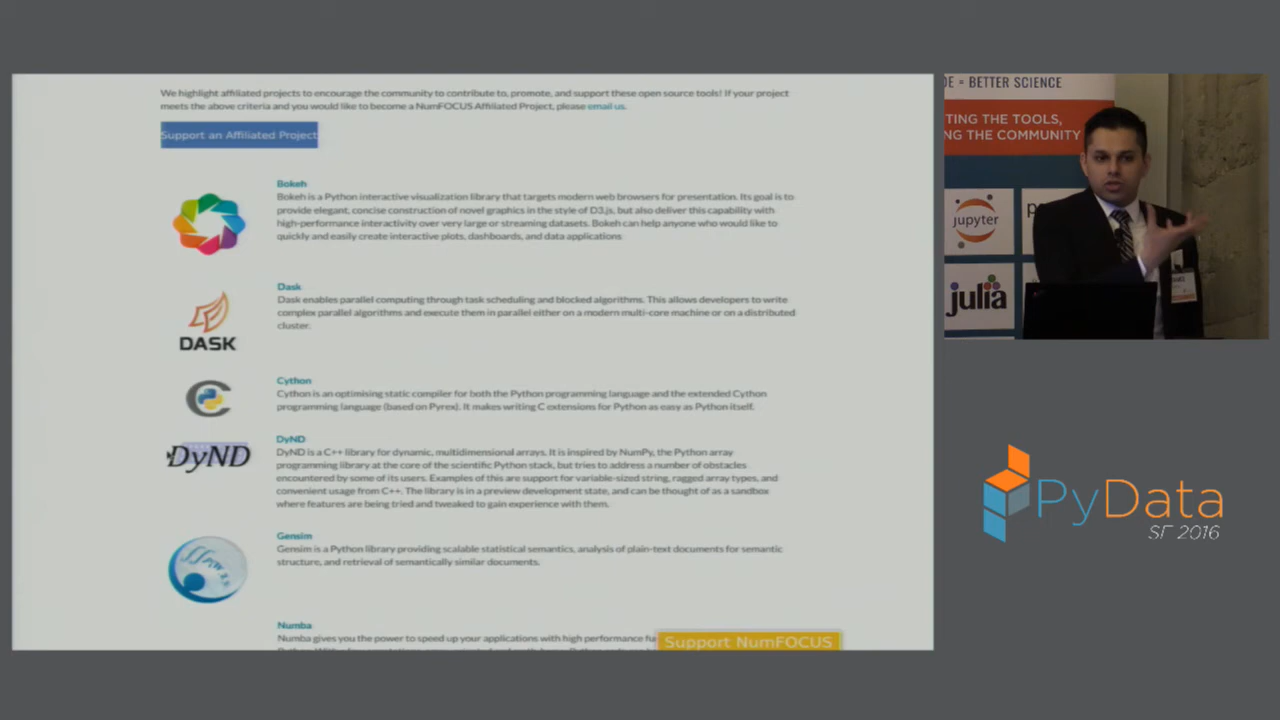 We highlight affiliated projects to encourage the community to contribute to, promote, and support these open source tools! If your project
meets the above criteria and you would like to become a NumFOCUS Affiliated Project, please email us.
Support an Affiliated Project
Bokeh
Bokeh is a Python interactive visualization library that targets modern web browsers for presentation. Its goal is to
provide elegant, concise construction of novel graphics in the style of D3.js, but also deliver this capability with
high-performance interactivity over very large or streaming datasets. Bokeh can help anyone who would like to
quickly and easily create interactive plots, dashboards, and data applications
Dask
Dask enables parallel computing through task scheduling and blocked algorithms. This allows developers to write
complex parallel algorithms and execute them in parallel either on a modern multi-core machine or on a distributed
cluster.
DASK
Cython
Cython is an optimising static compiler for both the Python programming language and the extended Cython
programming language (based on Pyrex). It makes writing C extensions for Python as easy as Python itself.
DyND
DyND
DyND is a C++ library for dynamic, multidimensional arrays. It is inspired by NumPy, the Python array
programming library at the core of the scientific Python stack, but tries to address a number of obstacles
encountered by some of its users. Examples of this are support for variable-sized string, ragged array types, and
convenient usage from C++. The library is in a preview development state, and can be thought of as a sandbox
where features are being tried and tweaked to gain experience with them.
Gensim
Gensim is a Python library providing scalable statistical semantics, analysis of plain-text documents for semantic
structure, and retrieval of semantically similar documents.
Numba
Numba gives you the power to speed up your applications with high performance fu
Support NumFOCUS
DE = BETTER SCIENCE
TING THE TOOLS,
NG THE COMMUNITY
jupyter
julia
PyData
SF 2016